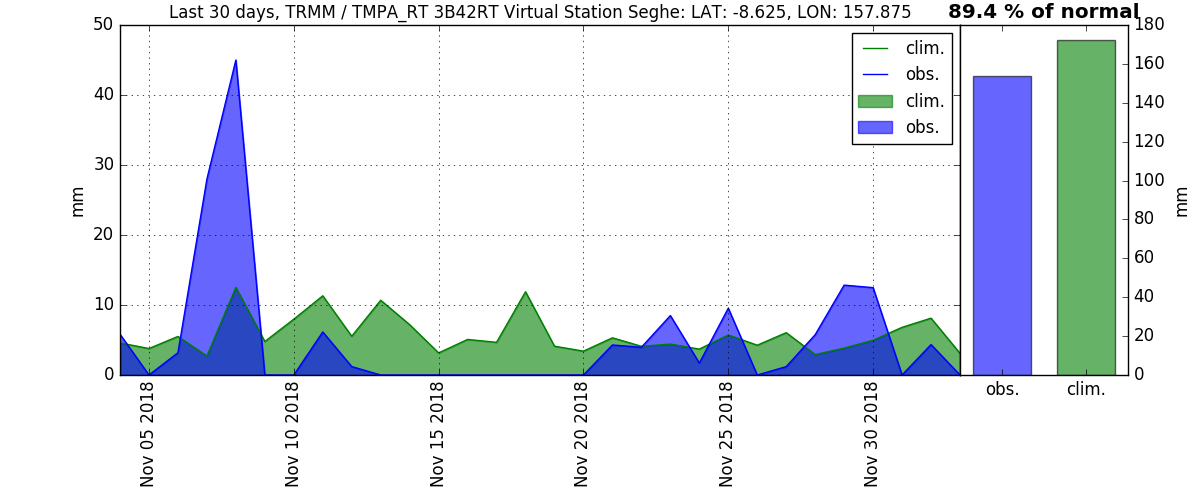 Last 30 days, TRMM / TMPA_RT 3B42RT Virtual Station Seghe: LAT: -8.625, LON: 157.875
89.4 % of normal
50
40
30
20
10
0
mm
clim.
obs.
clim.
obs.
180
160
140
120
100
80
60
40
20
0
mm
Nov 05 2018
Nov 10 2018
Nov 15 2018
Nov 20 2018
Nov 25 2018
Nov 30 2018
obs.
clim.